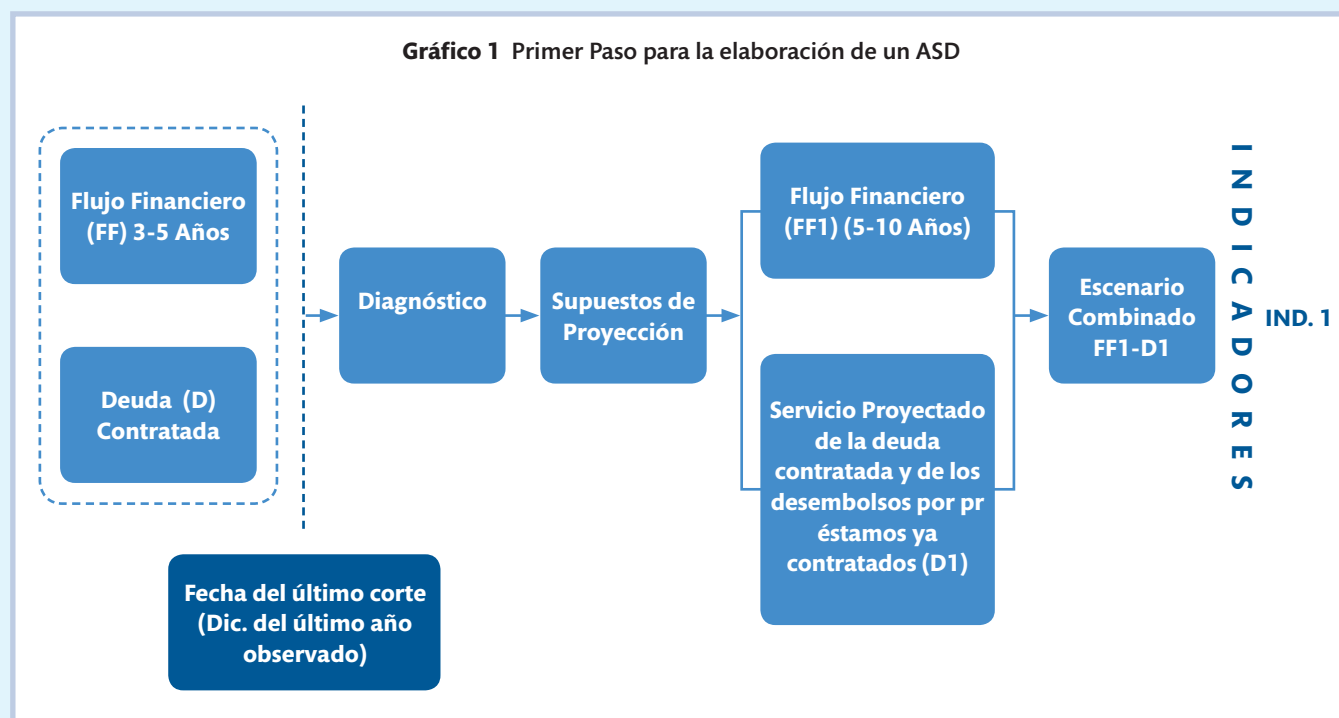 Gráfico 1 Primer Paso para la elaboración de un ASD
Flujo Financiero
(FF) 3-5 Años
Deuda (D)
Contratada
Fecha del último corte
(Dic. del último año
observado)
Diagnóstico
Supuestos de
Proyección
Flujo Financiero
(FF1) (5-10 Años)
Servicio Proyectado
de la deuda
contratada y de los
desembolsos por pr
éstamos ya
contratados (D1)
Escenario
Combinado
FF1-D1
INDICADORES
IND. 1